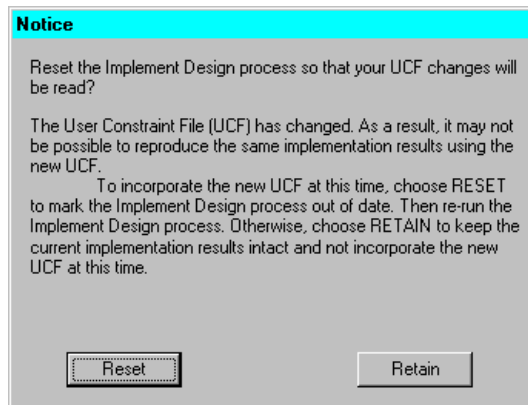 Notice
Reset the Implement Design process so that your UCF changes will
be read?
The User Constraint File (UCF) has changed. As a result, it may not
be possible to reproduce the same implementation results using the
new UCF.
To incorporate the new UCF at this time, choose RESET
to mark the Implement Design process out of date. Then re-run the
Implement Design process. Otherwise, choose RETAIN to keep the
current implementation results intact and not incorporate the new
UCF at this time.
Reset
Retain